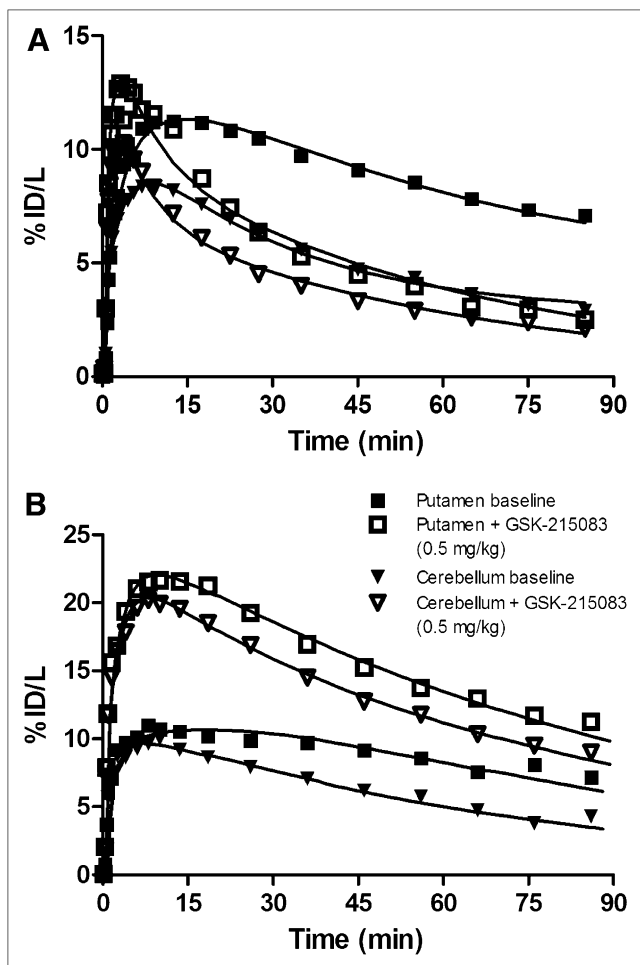 A
15
10
5
0
% ID/L
0 15 30 45 60 75 90
Time (min)
B
Putamen baseline
Putamen + GSK-215083
(0.5 mg/kg)
Cerebellum baseline
Cerebellum + GSK-215083
(0.5 mg/kg)
25
20
15
10
5
0
% ID/L
0 15 30 45 60 75 90
Time (min)